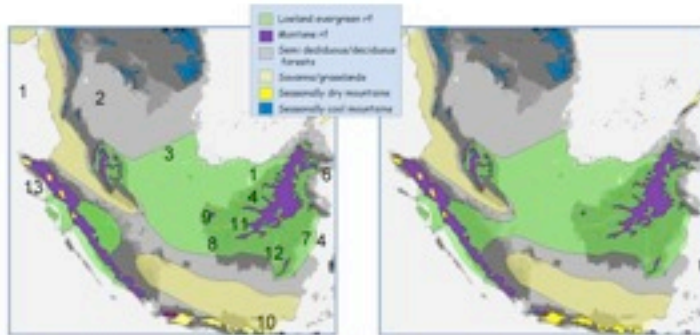 Lowland evergreen rf
Montane rf
Semi deciduous/deciduous
forests
Savanna/grasslands
Seasonally dry mountains
Seasonally cool mountains
1
2
3
1
6
13
4
9
11
7
4
8
12
10